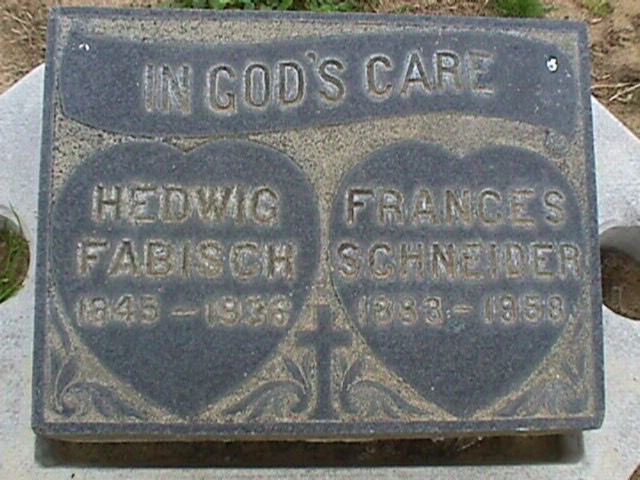 IN GOD'S CARE
HEDWIG
FABISCH
1845 – 1936
FRANCES
SCHNEIDER
1883 – 1958